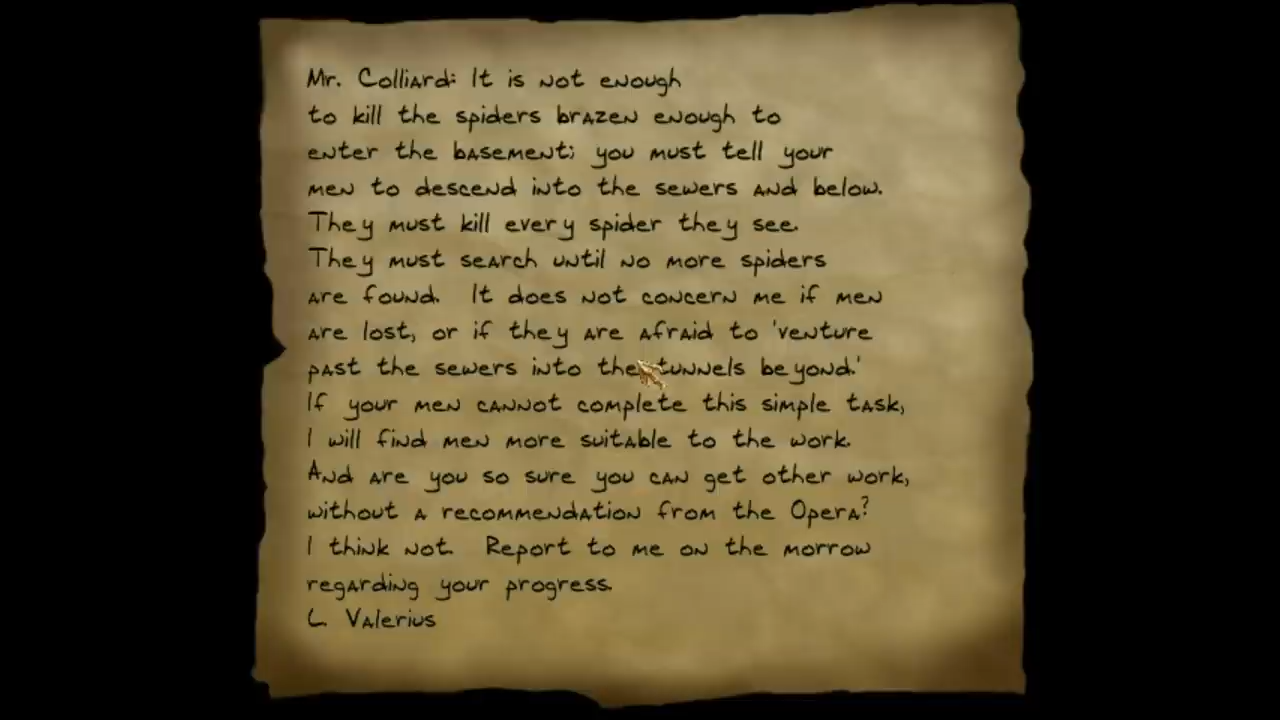 Mr. Colliard: It is not enough
to kill the spiders brazen enough to
enter the basement; you must tell your
men to descend into the sewers and below.
They must kill every spider they see.
They must search until no more spiders
are found. It does not concern me if men
are lost, or if they are afraid to 'venture
past the sewers into the tunnels beyond.'
If your men cannot complete this simple task,
I will find men more suitable to the work.
And are you so sure you can get other work,
without a recommendation from the Opera?
I think not. Report to me on the morrow
regarding your progress.
L. Valerius